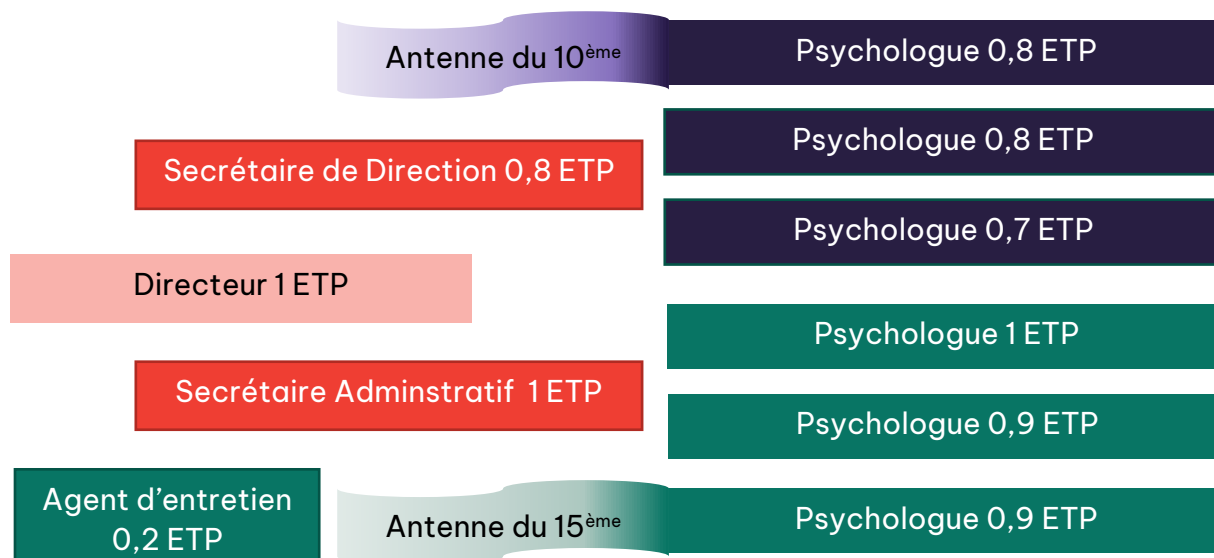 Antenne du 10ème
Psychologue 0,8 ETP
Psychologue 0,8 ETP
Secrétaire de Direction 0,8 ETP
Psychologue 0,7 ETP
Directeur 1 ETP
Psychologue 1 ETP
Secrétaire Adminstratif 1 ETP
Psychologue 0,9 ETP
Agent d’entretien
0,2 ETP
Antenne du 15ème
Psychologue 0,9 ETP